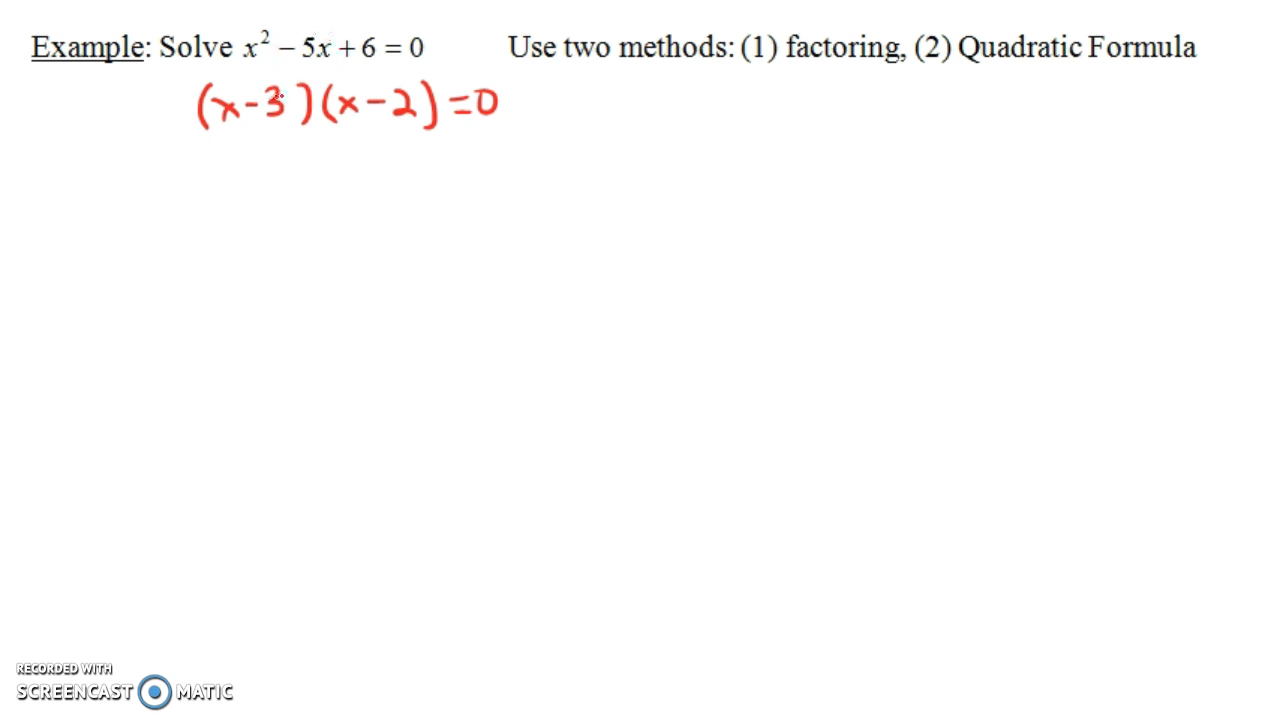 Example: Solve x² − 5x + 6 = 0 Use two methods: (1) factoring, (2) Quadratic Formula
(x-3)(x-2)=0
RECORDED WITH
SCREENCAST MATIC